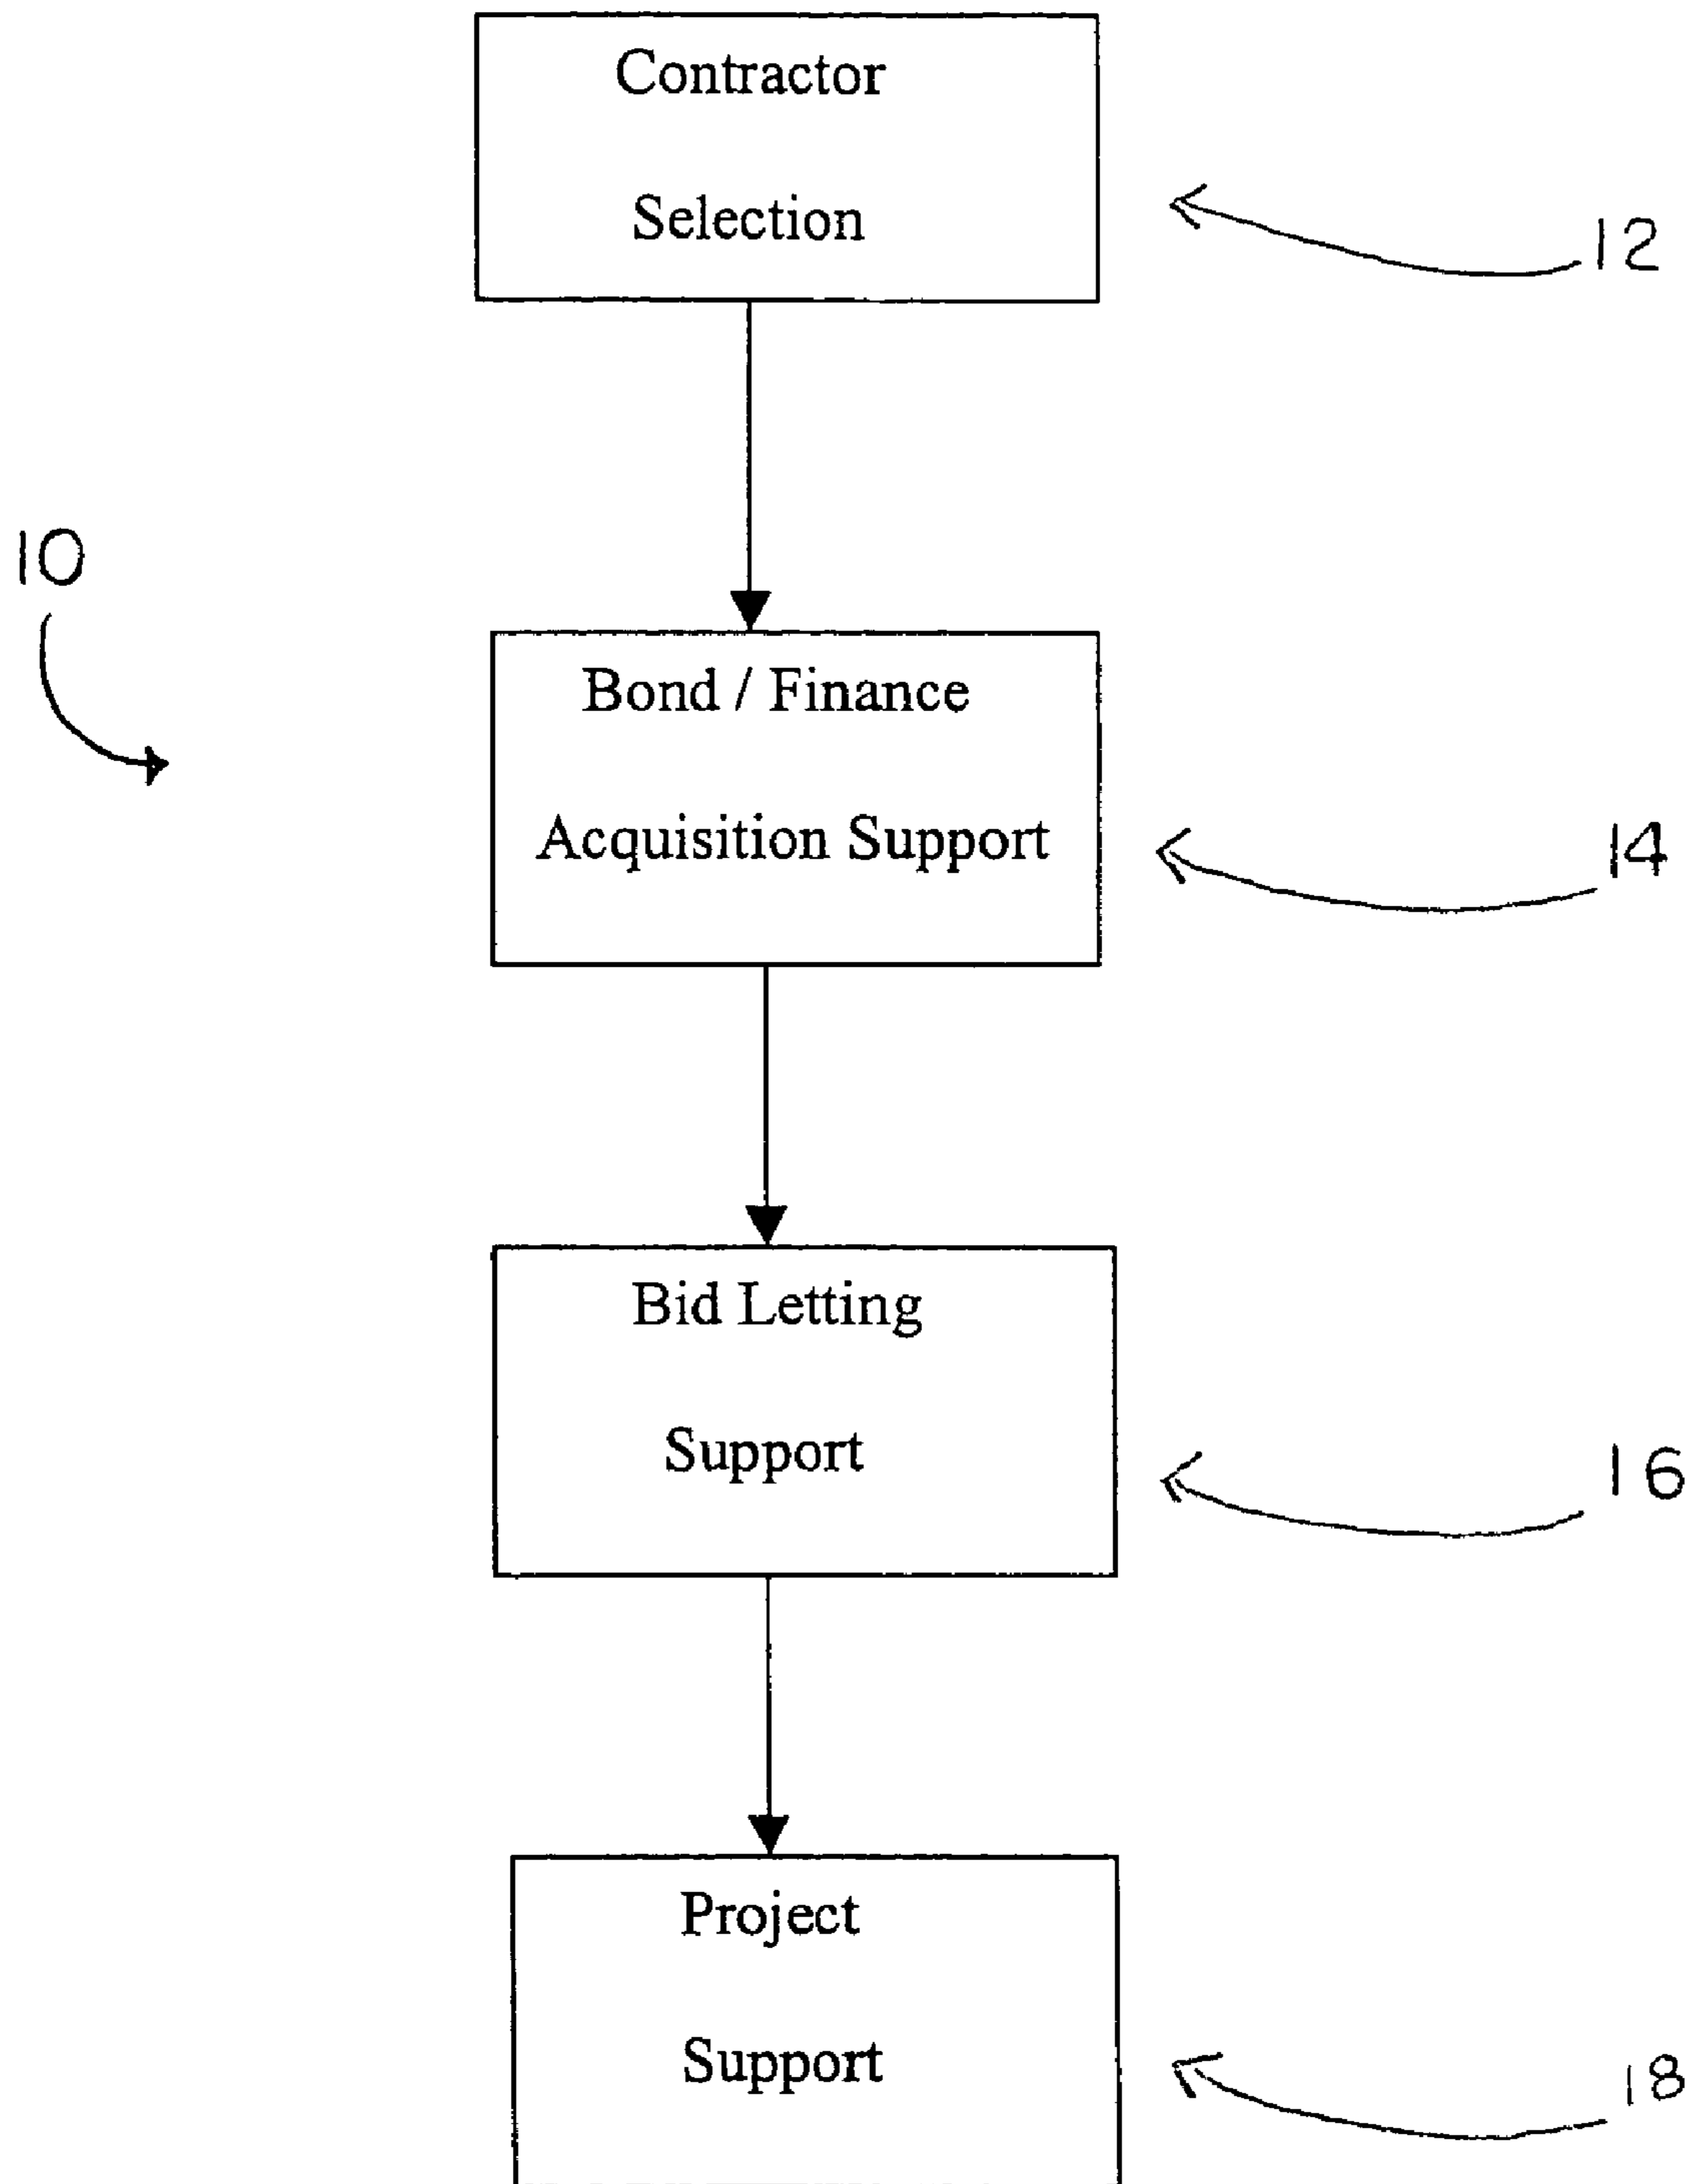 Contractor
Selection
12
10
Bond / Finance
Acquisition Support
14
Bid Letting
Support
16
Project
Support
18